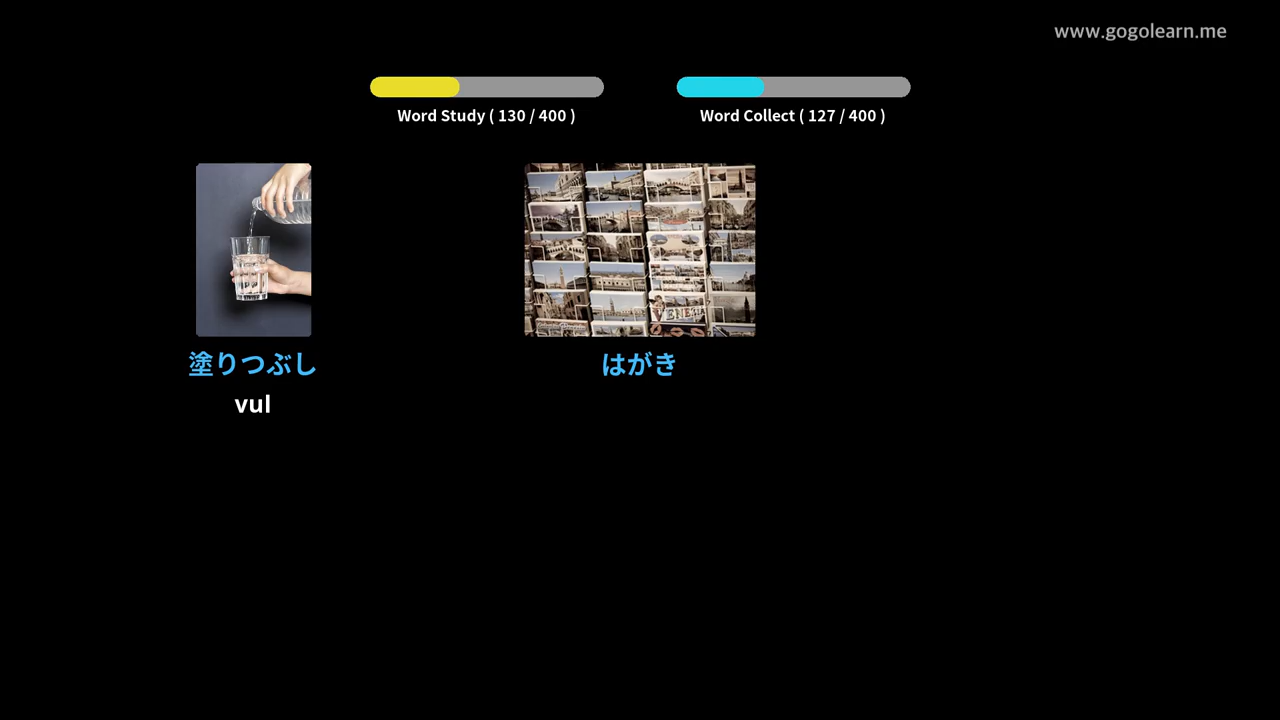 www.gogolearn.me
Word Study ( 130 / 400 )
Word Collect ( 127 / 400 )
VENEZ
塗りつぶし
はがき
vul